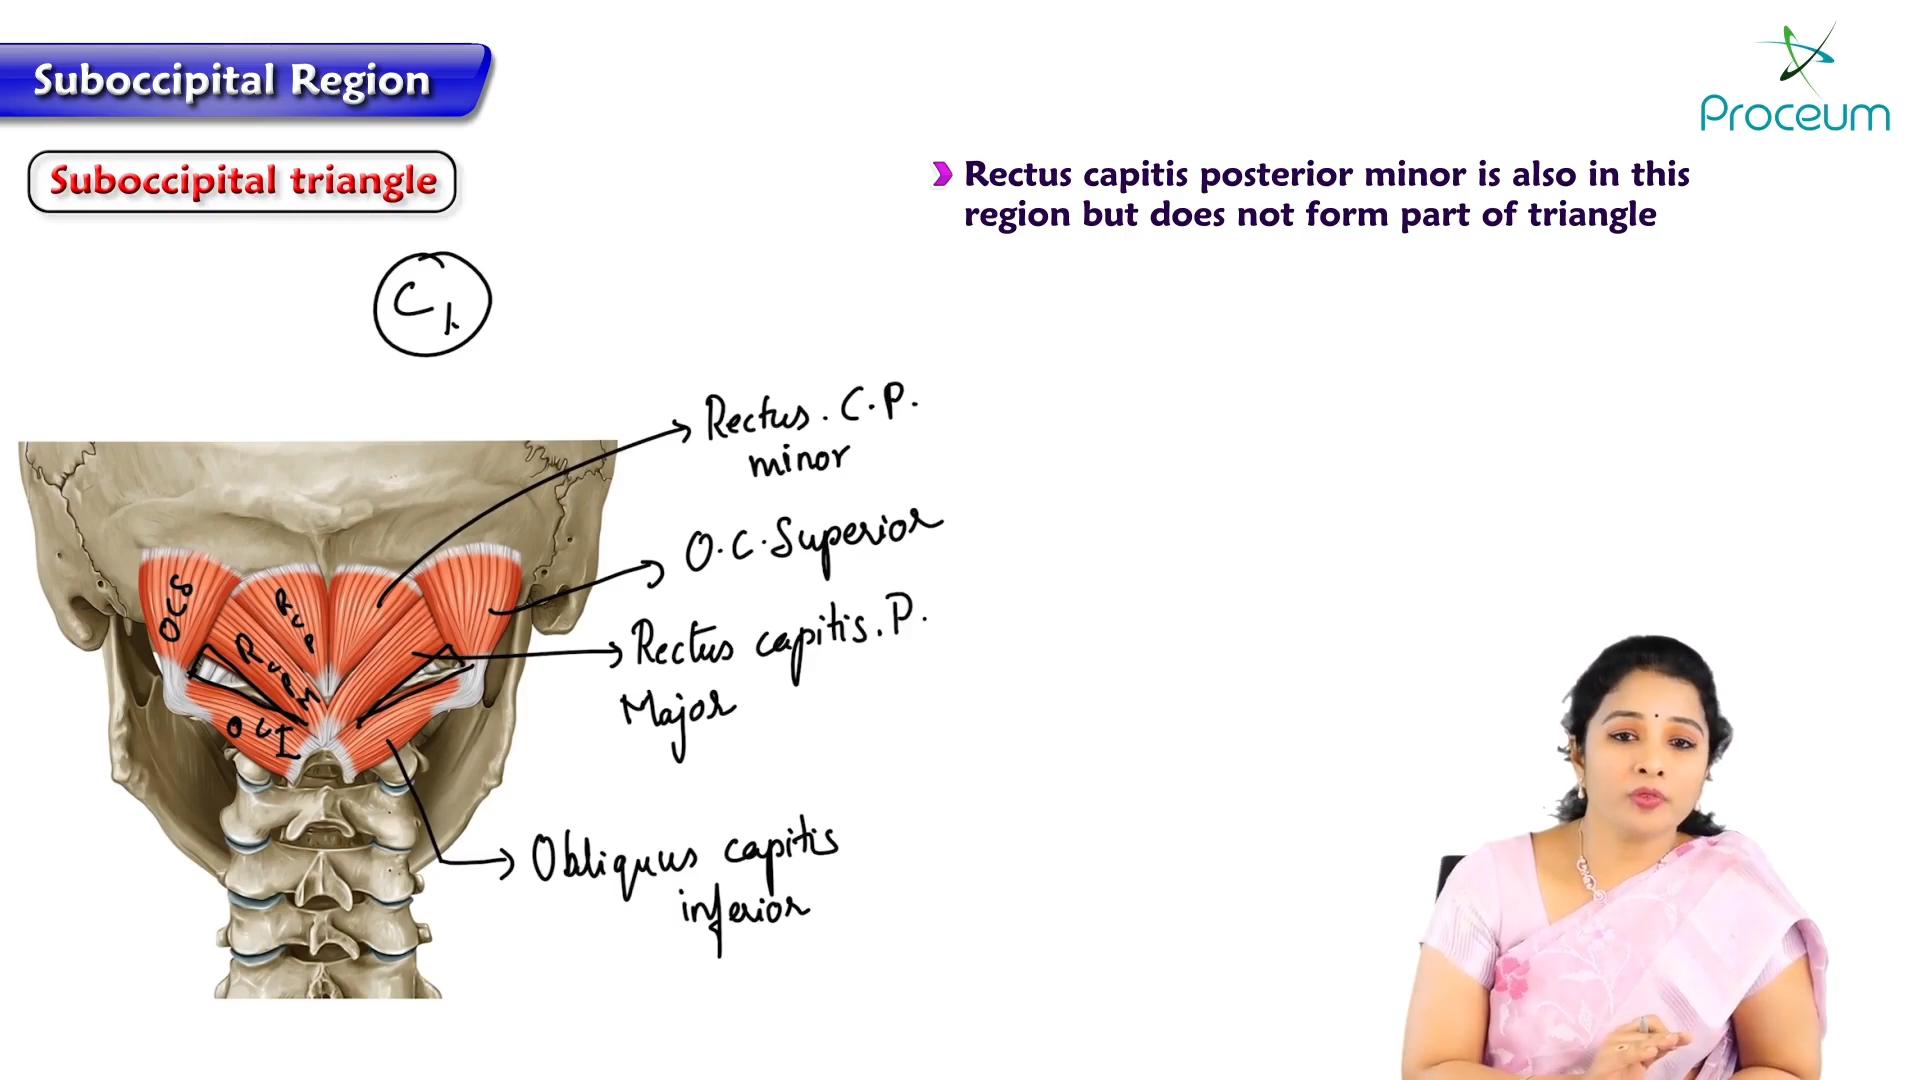 Suboccipital Region
Proceum
Suboccipital triangle
Rectus capitis posterior minor is also in this
region but does not form part of triangle
C1
Rectus. C.P.
minor
O.C.Superior
Rectus capitis. P.
Major
Obliquus capitis
inferior
OCS
OCI